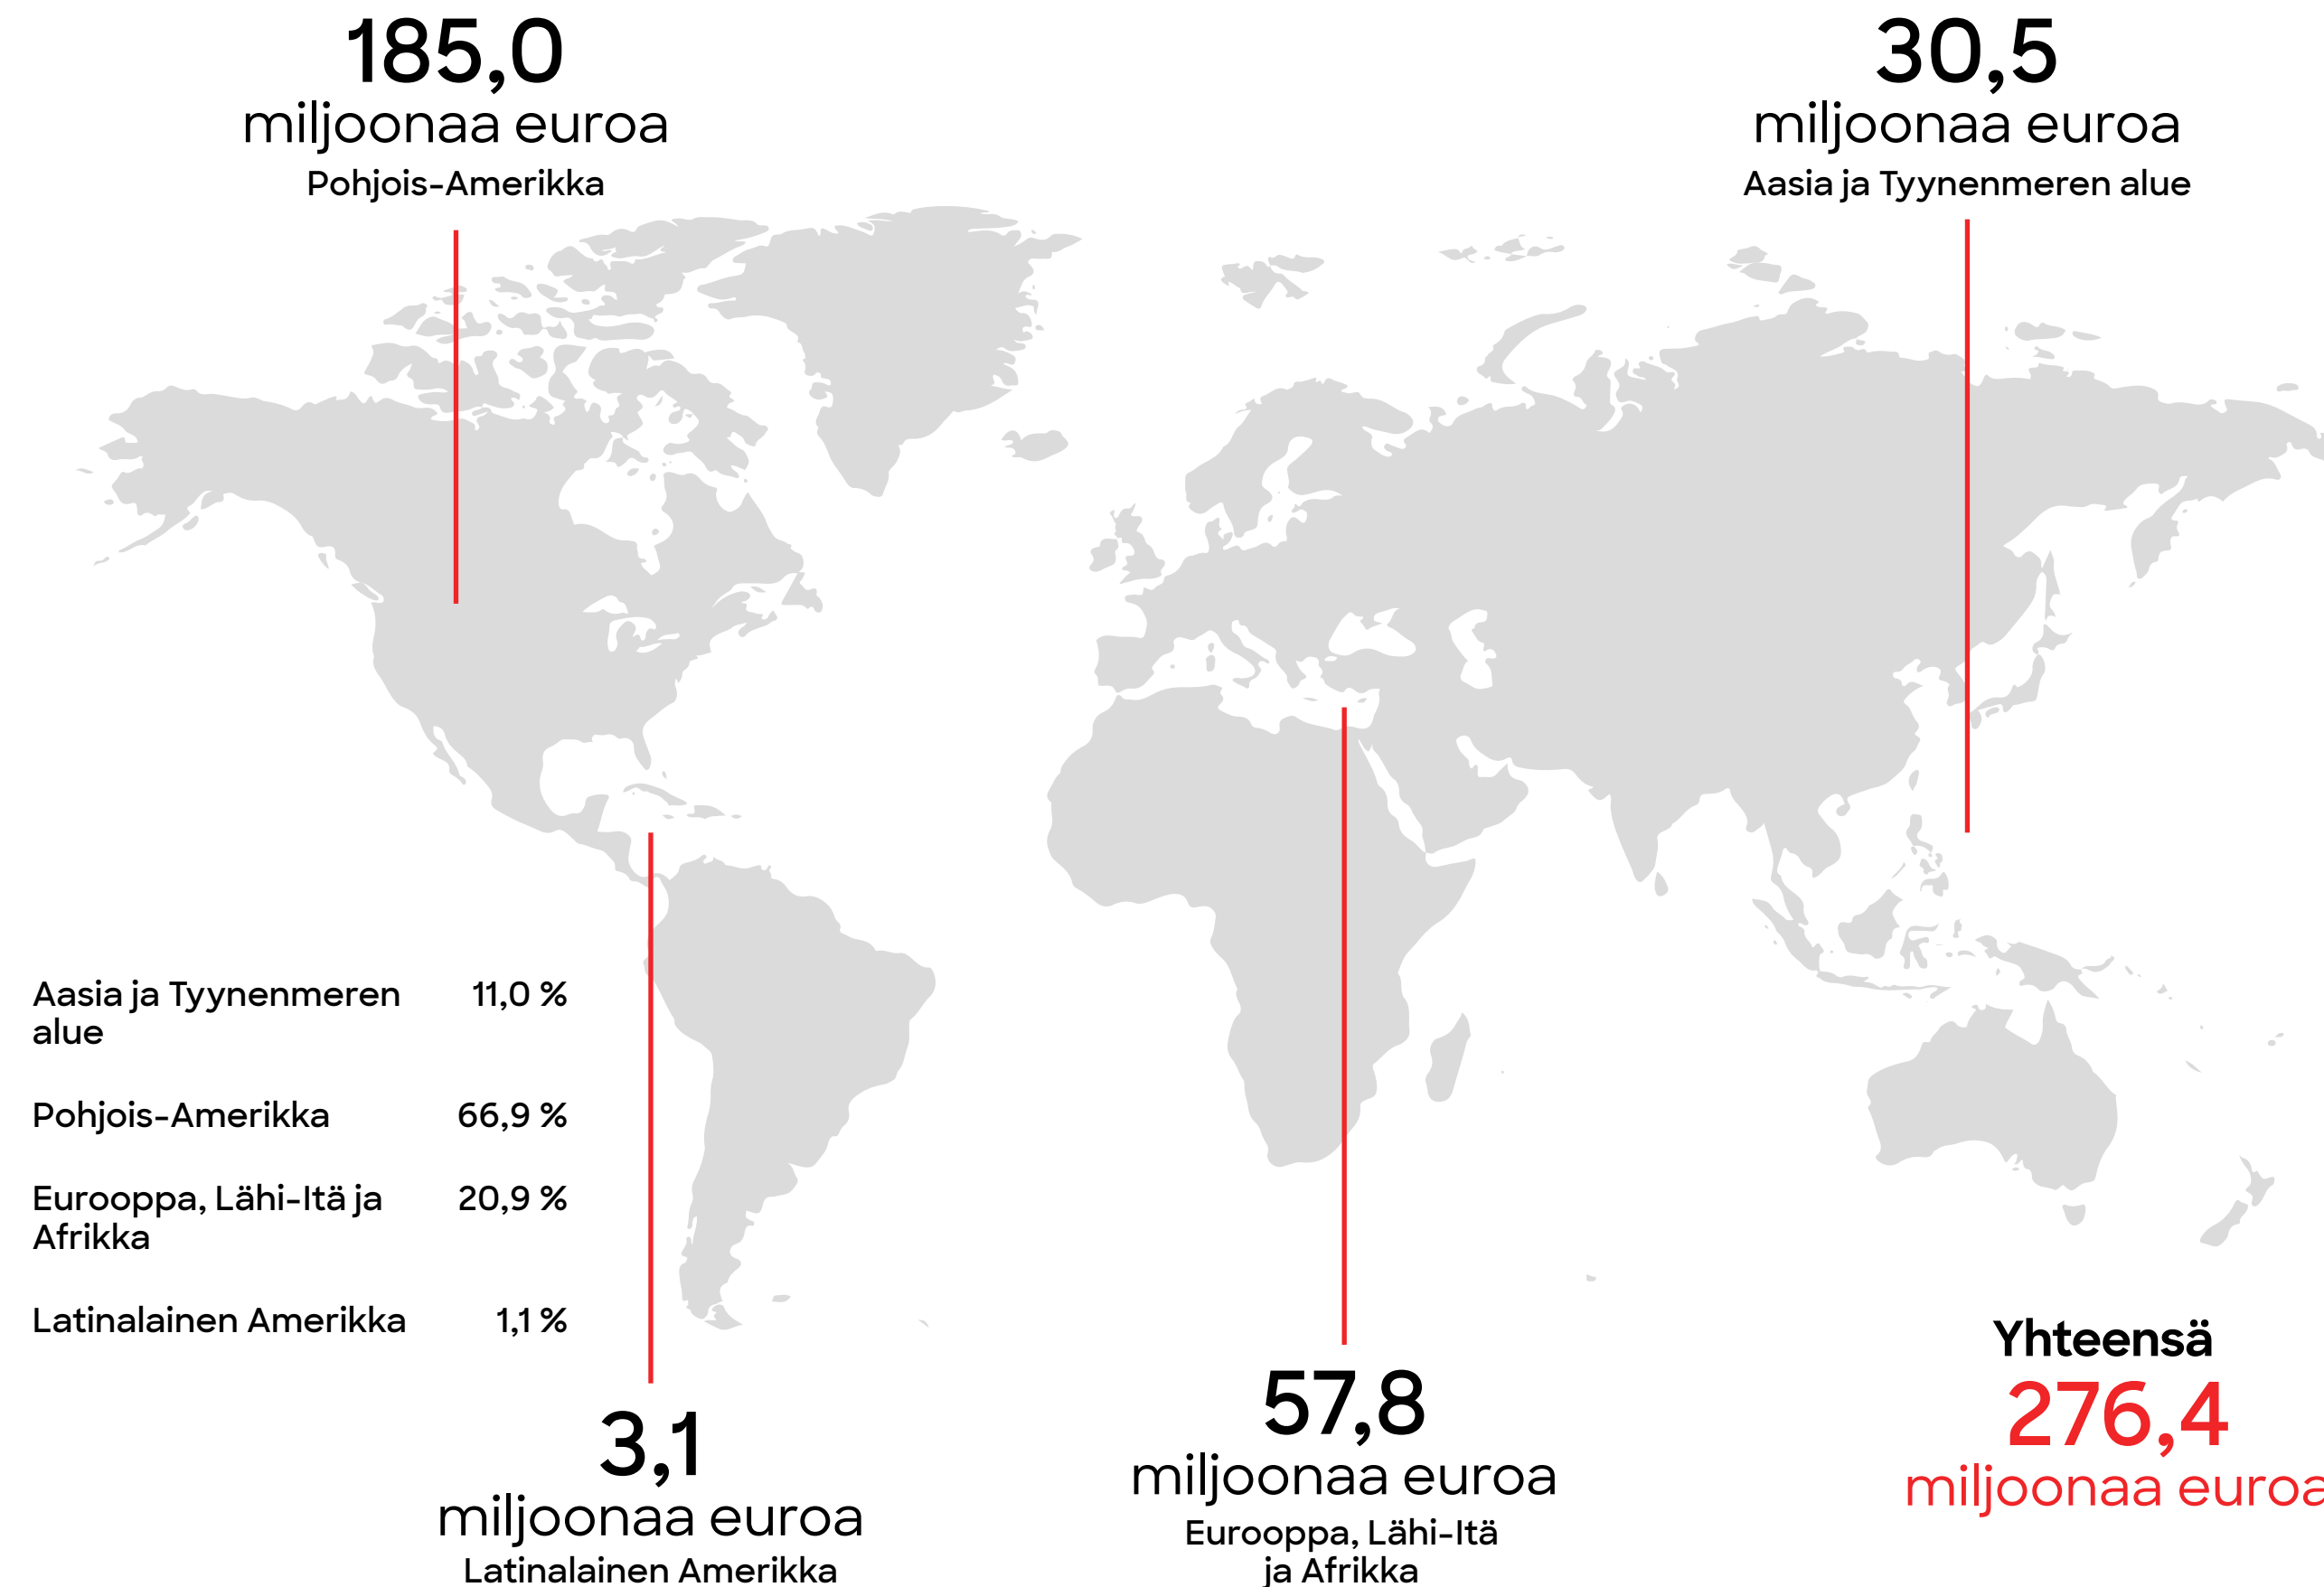 185,0
miljoonaa euroa
Pohjois-Amerikka
30,5
miljoonaa euroa
Aasia ja Tyynenmeren alue
Aasia ja Tyynenmeren 11,0 %
alue
Pohjois-Amerikka 66,9 %
Eurooppa, Lähi-Itä ja 20,9 %
Afrikka
Latinalainen Amerikka 1,1 %
3,1
miljoonaa euroa
Latinalainen Amerikka
57,8
miljoonaa euroa
Eurooppa, Lähi-Itä
ja Afrikka
Yhteensä
276,4
miljoonaa euroa